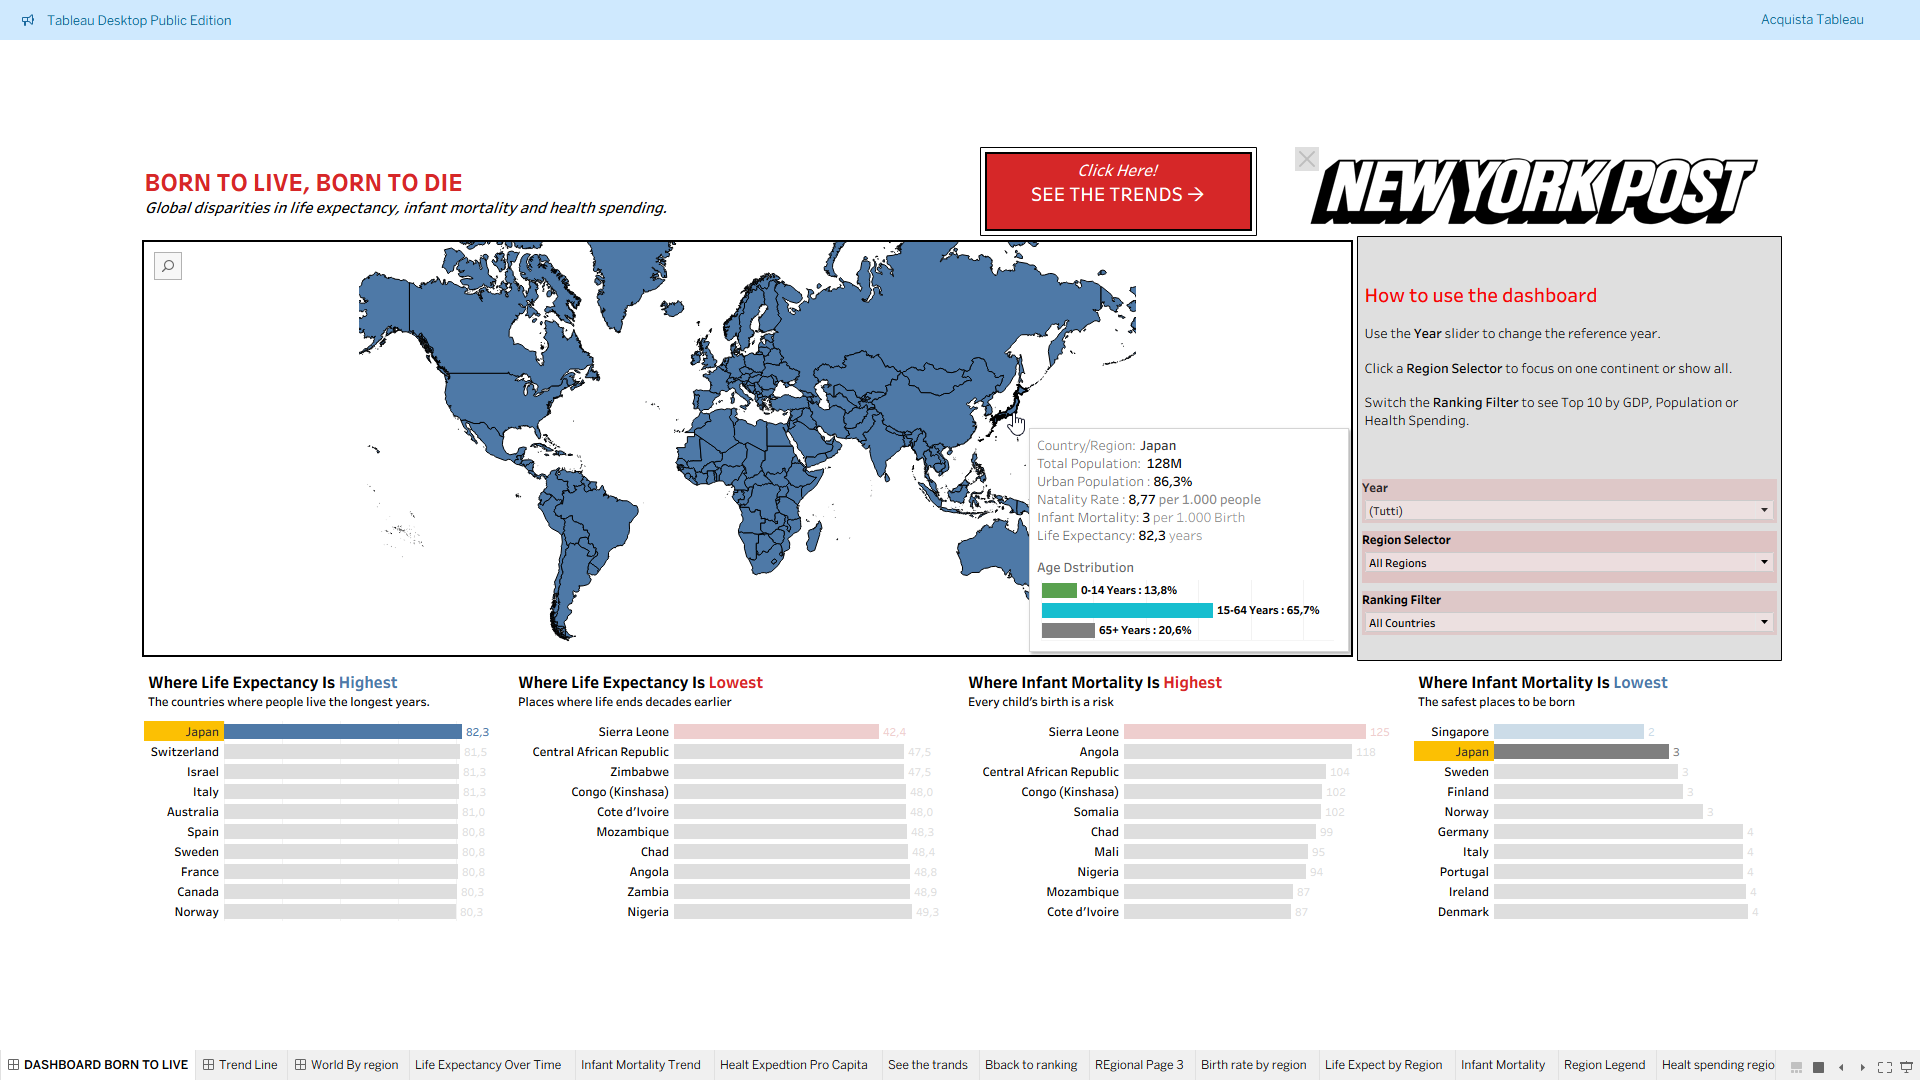 Tableau Desktop Public Edition
Acquista Tableau
BORN TO LIVE, BORN TO DIE
Global disparities in life expectancy, infant mortality and health spending.
Click Here!
SEE THE TRENDS →
NEW YORK POST
How to use the dashboard
Use the Year slider to change the reference year.
Click a Region Selector to focus on one continent or show all.
Switch the Ranking Filter to see Top 10 by GDP, Population or
Health Spending.
Year
(Tutti)
Region Selector
All Regions
Ranking Filter
All Countries
Country/Region: Japan
Total Population: 128M
Urban Population : 86,3%
Natality Rate : 8,77 per 1.000 people
Infant Mortality: 3 per 1.000 Birth
Life Expectancy: 82,3 years
Age Dstribution
0-14 Years : 13,8%
15-64 Years : 65,7%
65+ Years : 20,6%
Where Life Expectancy Is Highest
The countries where people live the longest years.
Japan 82,3
Switzerland 81,5
Israel 81,3
Italy 81,3
Australia 81,0
Spain 80,8
Sweden 80,8
France 80,8
Canada 80,3
Norway 80,3
Where Life Expectancy Is Lowest
Places where life ends decades earlier
Sierra Leone 42,4
Central African Republic 47,5
Zimbabwe 47,5
Congo (Kinshasa) 48,0
Cote d'Ivoire 48,0
Mozambique 48,3
Chad 48,4
Angola 48,8
Zambia 48,9
Nigeria 49,3
Where Infant Mortality Is Highest
Every child's birth is a risk
Sierra Leone 125
Angola 118
Central African Republic 104
Congo (Kinshasa) 102
Somalia 102
Chad 99
Mali 95
Nigeria 94
Mozambique 87
Cote d'Ivoire 87
Where Infant Mortality Is Lowest
The safest places to be born
Singapore 2
Japan 3
Sweden 3
Finland 3
Norway 3
Germany 4
Italy 4
Portugal 4
Ireland 4
Denmark 4
DASHBOARD BORN TO LIVE
Trend Line
World By region
Life Expectancy Over Time
Infant Mortality Trend
Healt Expedtion Pro Capita
See the trends
Bback to ranking
REgional Page 3
Birth rate by region
Life Expect by Region
Infant Mortality
Region Legend
Healt spending regio